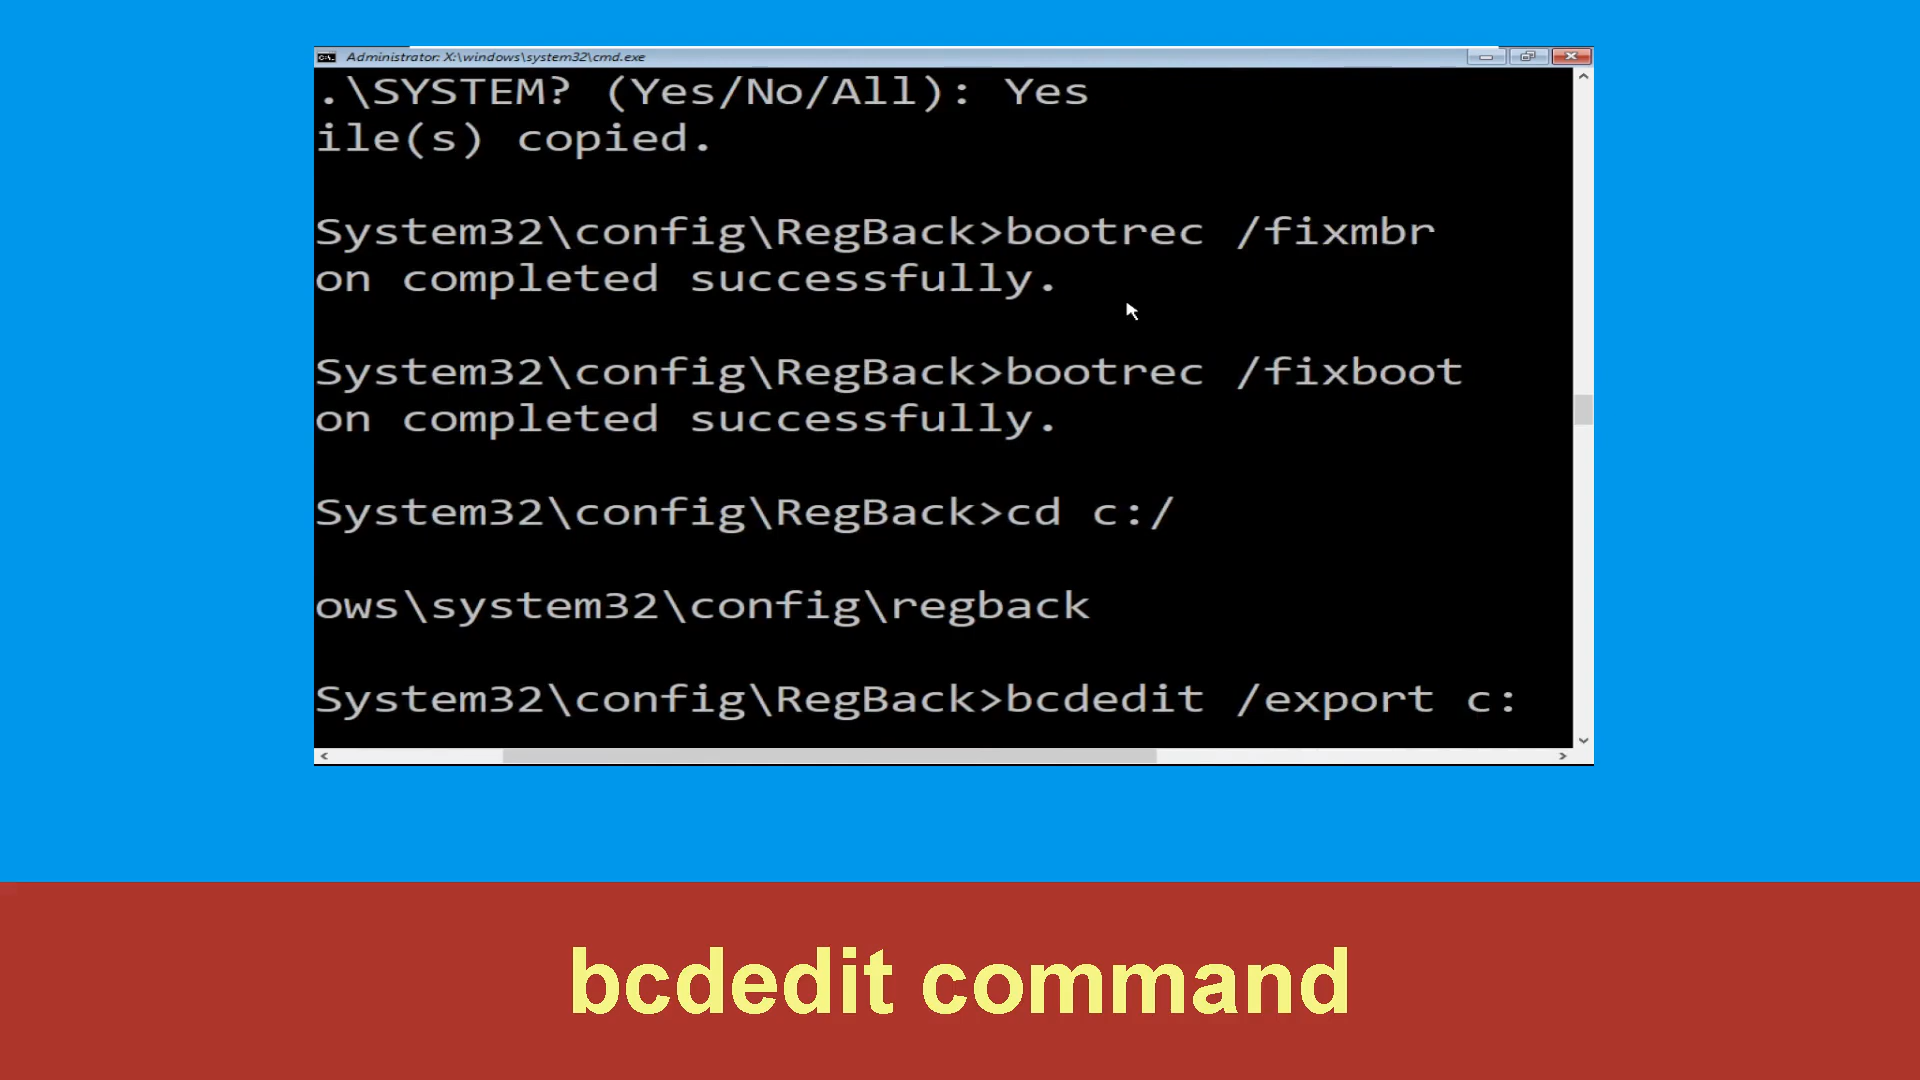 Administrator: X:\windows\system32\cmd.exe
.\SYSTEM? (Yes/No/All): Yes
ile(s) copied.
System32\config\RegBack>bootrec /fixmbr
on completed successfully.
System32\config\RegBack>bootrec /fixboot
on completed successfully.
System32\config\RegBack>cd c:/
ows\system32\config\regback
System32\config\RegBack>bcdedit /export c:
bcdedit command